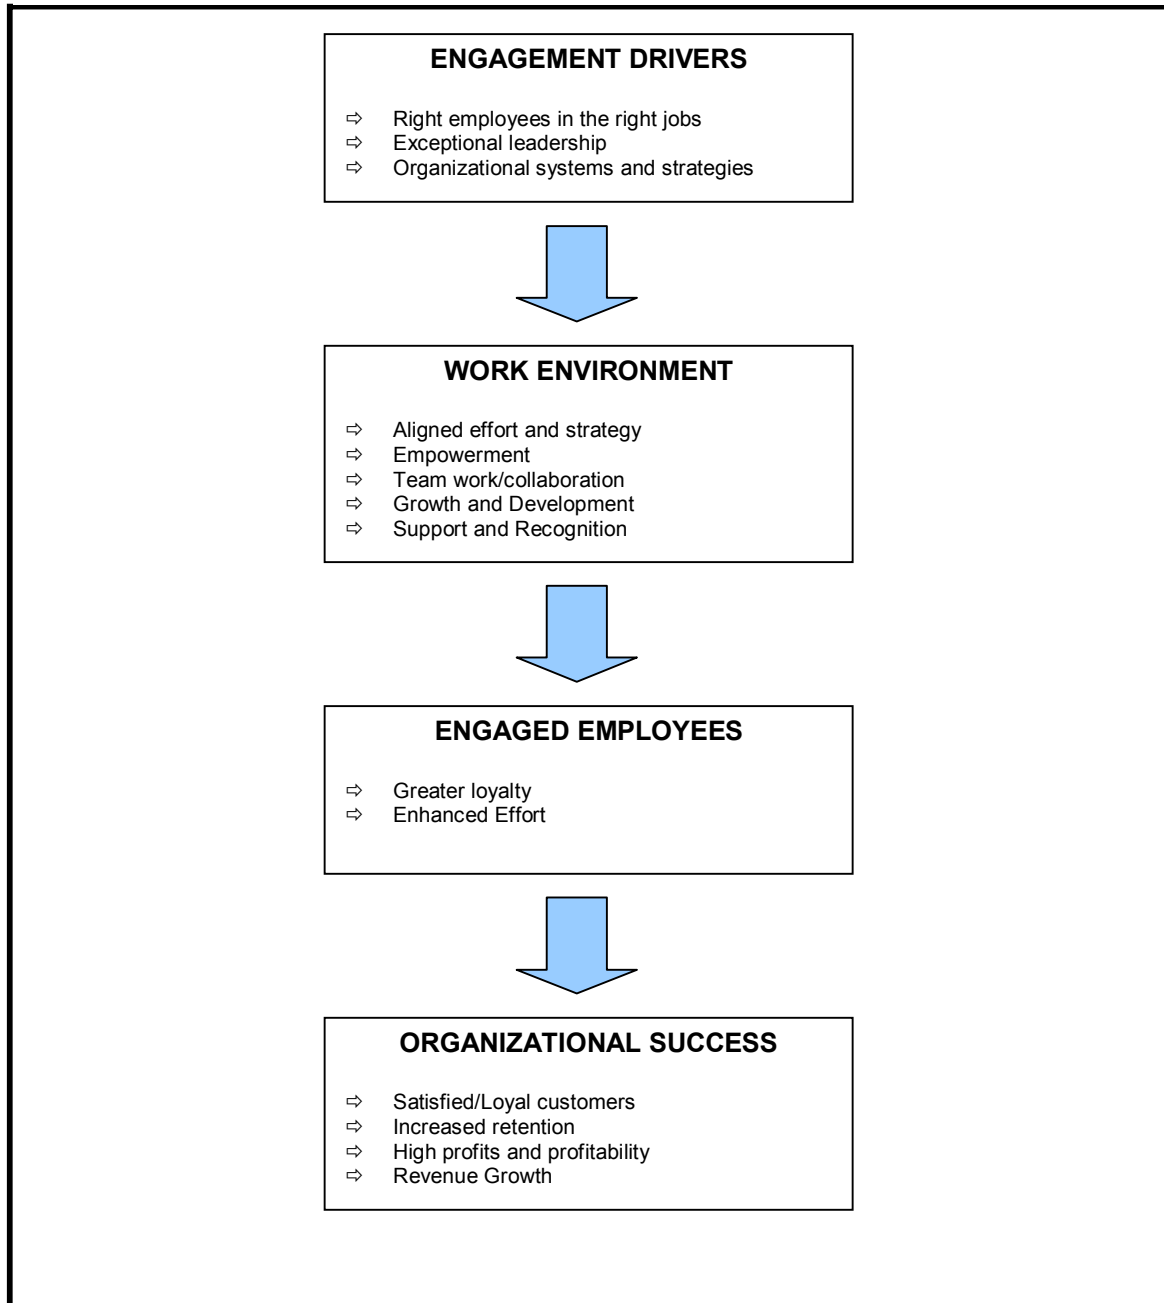 ENGAGEMENT DRIVERS
⇨ Right employees in the right jobs
⇨ Exceptional leadership
⇨ Organizational systems and strategies
WORK ENVIRONMENT
⇨ Aligned effort and strategy
⇨ Empowerment
⇨ Team work/collaboration
⇨ Growth and Development
⇨ Support and Recognition
ENGAGED EMPLOYEES
⇨ Greater loyalty
⇨ Enhanced Effort
ORGANIZATIONAL SUCCESS
⇨ Satisfied/Loyal customers
⇨ Increased retention
⇨ High profits and profitability
⇨ Revenue Growth